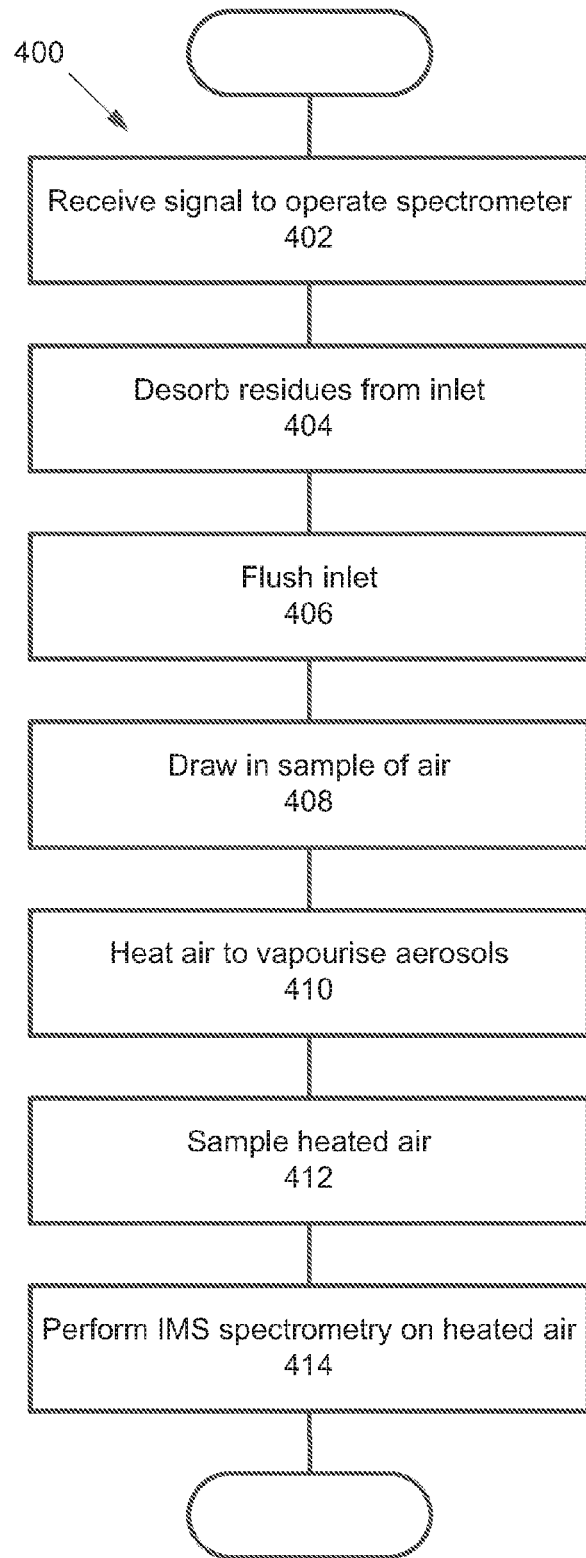 400
Receive signal to operate spectrometer
402
Desorb residues from inlet
404
Flush inlet
406
Draw in sample of air
408
Heat air to vapourise aerosols
410
Sample heated air
412
Perform IMS spectrometry on heated air
414